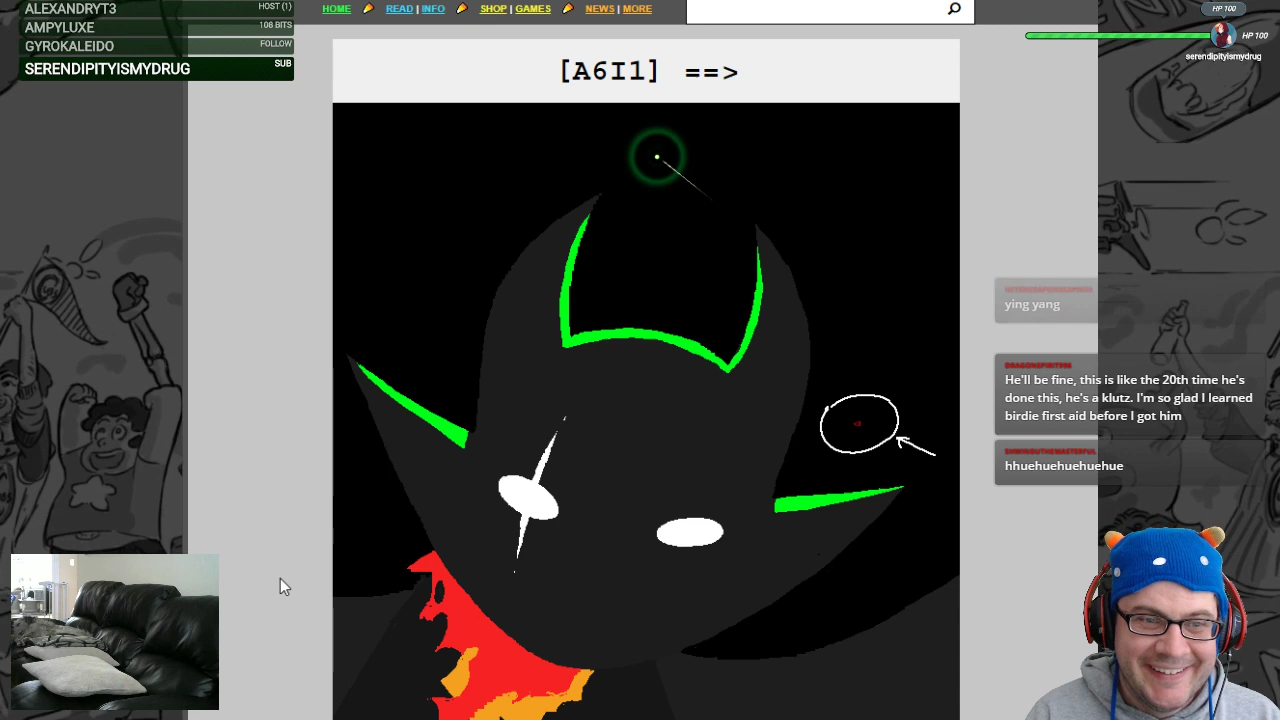 ALEXANDRYT3 HOST (1)
AMPYLUXE 108 BITS
GYROKALEIDO FOLLOW
SERENDIPITYISMYDRUG SUB
HOME READ | INFO SHOP | GAMES NEWS | MORE
HP 100
HP 100
serendipityismydrug
[A6I1] ==>
ying yang
He'll be fine, this is like the 20th time he's
done this, he's a klutz. I'm so glad I learned
birdie first aid before I got him
hhuehuehuehuehue